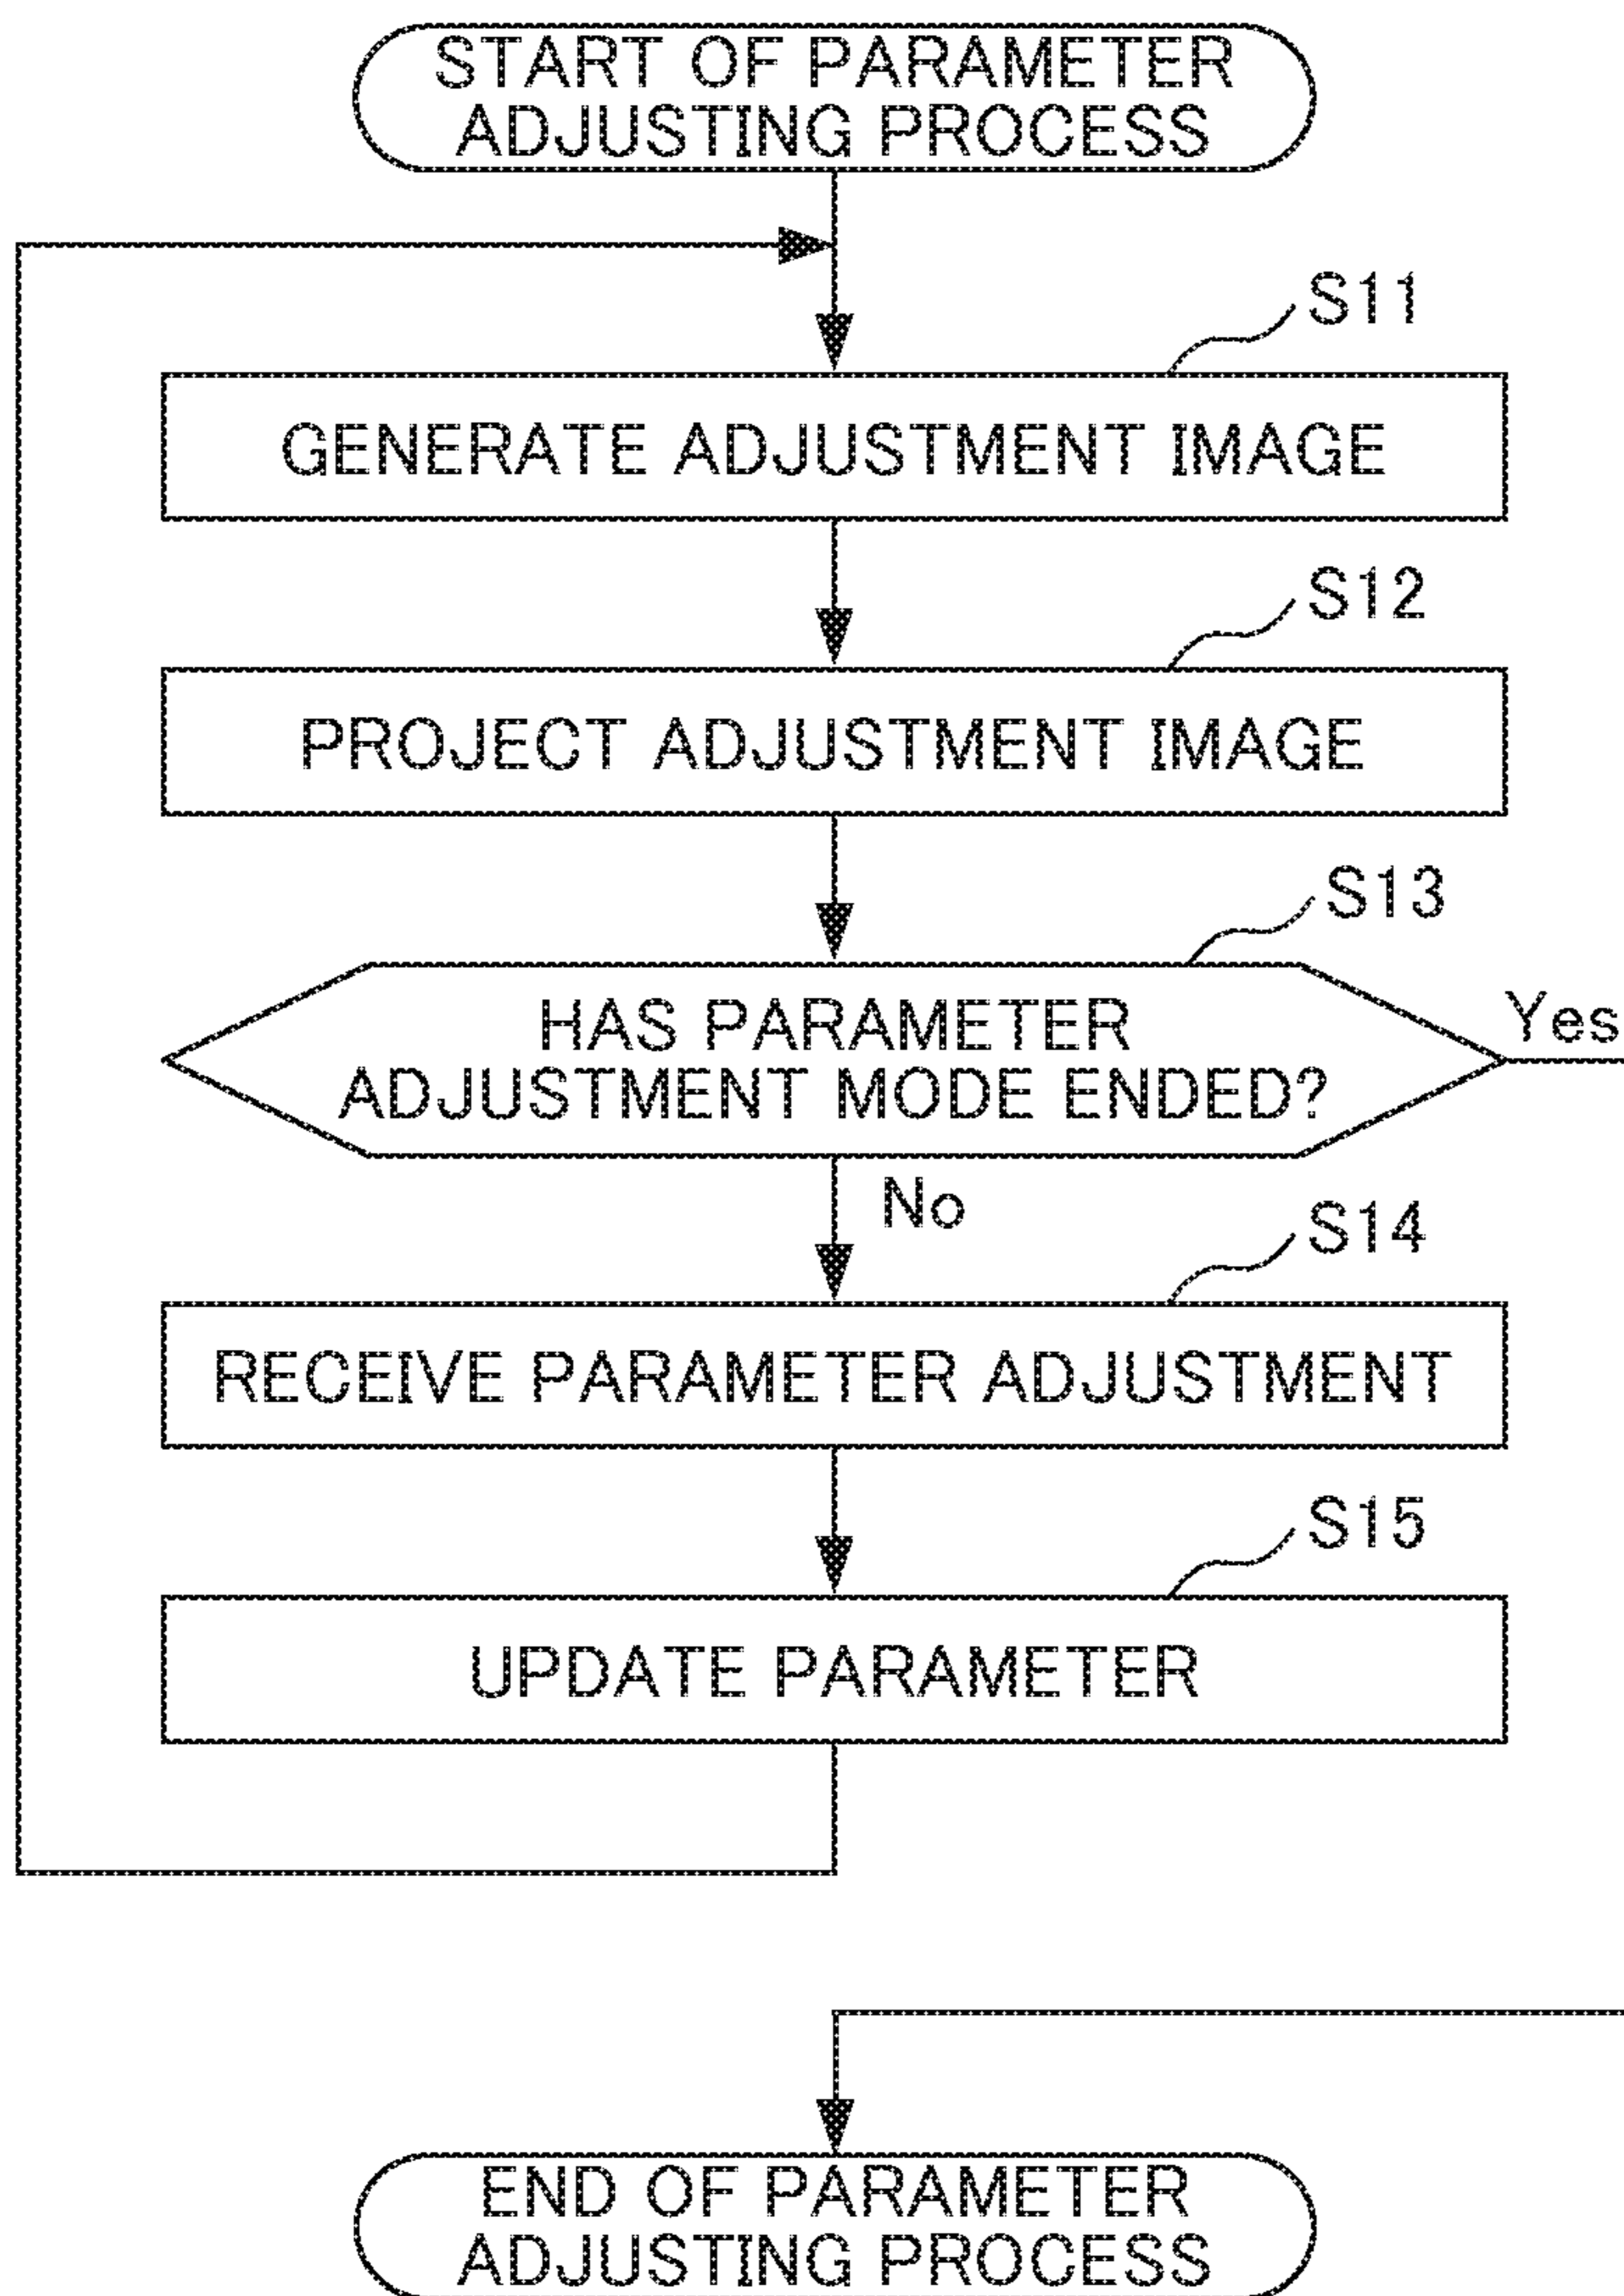 START OF PARAMETER
ADJUSTING PROCESS
S11
GENERATE ADJUSTMENT IMAGE
S12
PROJECT ADJUSTMENT IMAGE
S13
HAS PARAMETER
ADJUSTMENT MODE ENDED?
Yes
No
S14
RECEIVE PARAMETER ADJUSTMENT
S15
UPDATE PARAMETER
END OF PARAMETER
ADJUSTING PROCESS